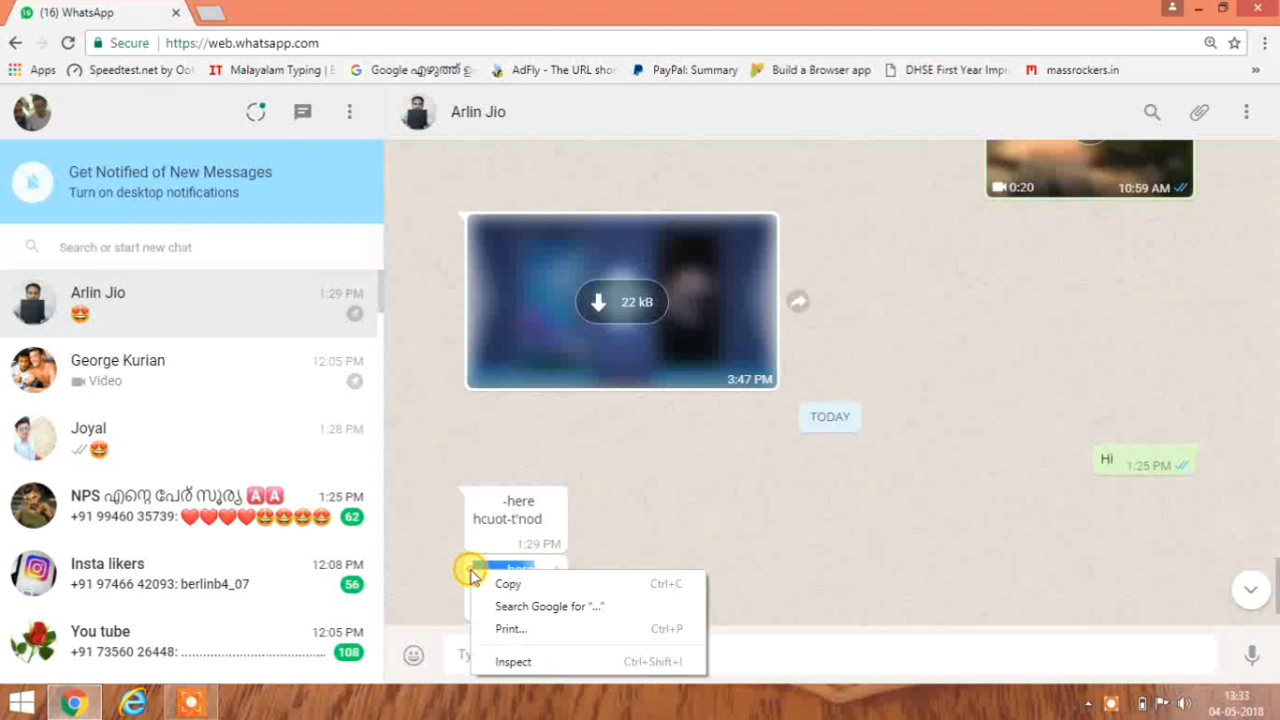 (16) WhatsApp
Secure
https://web.whatsapp.com
Apps
Speedtest.net by Ool
IT Malayalam Typing | E
Google എഴുത്ത് ഉ
AdFly - The URL shor
PayPal: Summary
Build a Browser app
DHSE First Year Impr
massrockers.in
»
Arlin Jio
Get Notified of New Messages
Turn on desktop notifications
Search or start new chat
Arlin Jio
1:29 PM
George Kurian
12:05 PM
Video
Joyal
1:28 PM
NPS എന്റെ പേര് സൂര്യ 🅰🅰
1:25 PM
+91 99460 35739: ❤❤❤❤🤩🤩🤩🤩
62
Insta likers
12:08 PM
+91 97466 42093: berlinb4_07
56
You tube
12:05 PM
+91 73560 26448: ..............................................
108
0:20
10:59 AM
22 kB
3:47 PM
TODAY
Hi
1:25 PM
-here
hcuot-t'nod
1:29 PM
-here
Copy Ctrl+C
Search Google for “...”
Print... Ctrl+P
Inspect Ctrl+Shift+I
Ty
13:33
04-05-2018